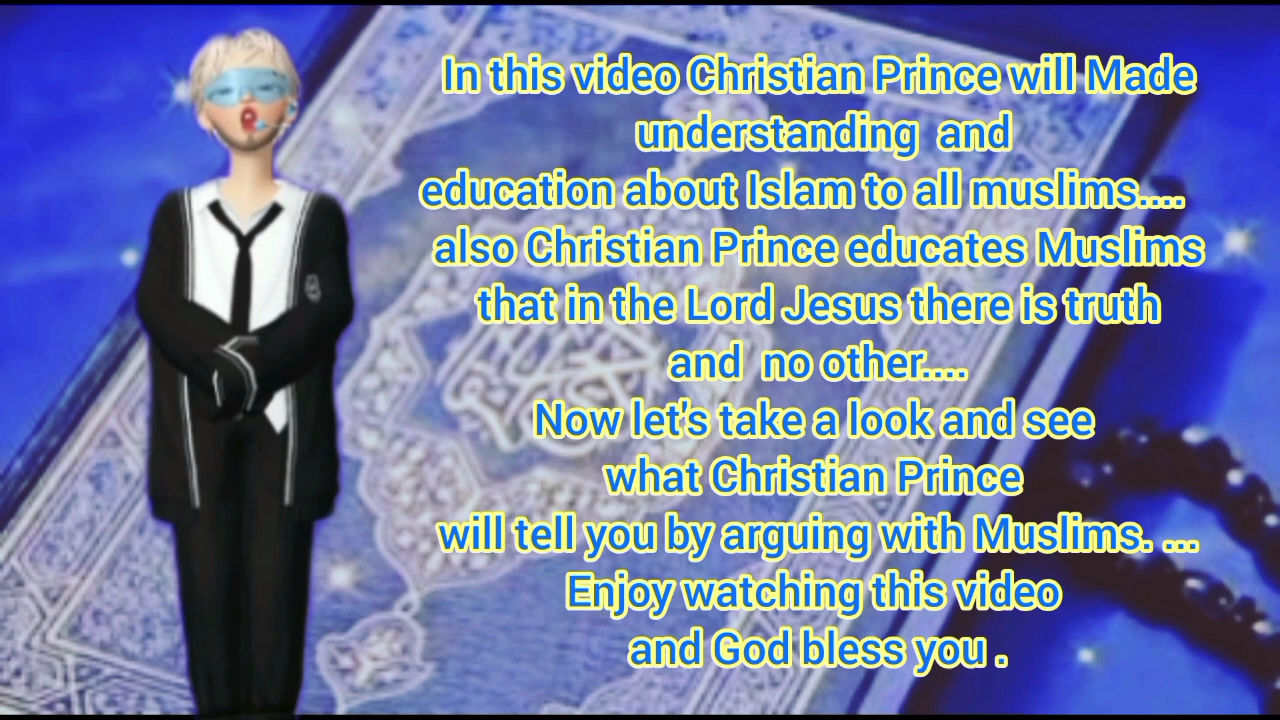 In this video Christian Prince will Made
understanding and
education about Islam to all muslims....
also Christian Prince educates Muslims
that in the Lord Jesus there is truth
and no other....
Now let's take a look and see
what Christian Prince
will tell you by arguing with Muslims. ...
Enjoy watching this video
and God bless you .